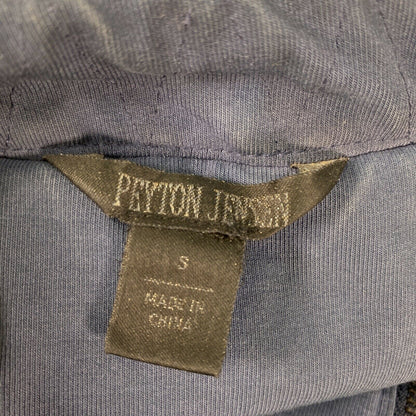 PEYTON JENSEN
S
MADE IN
CHINA